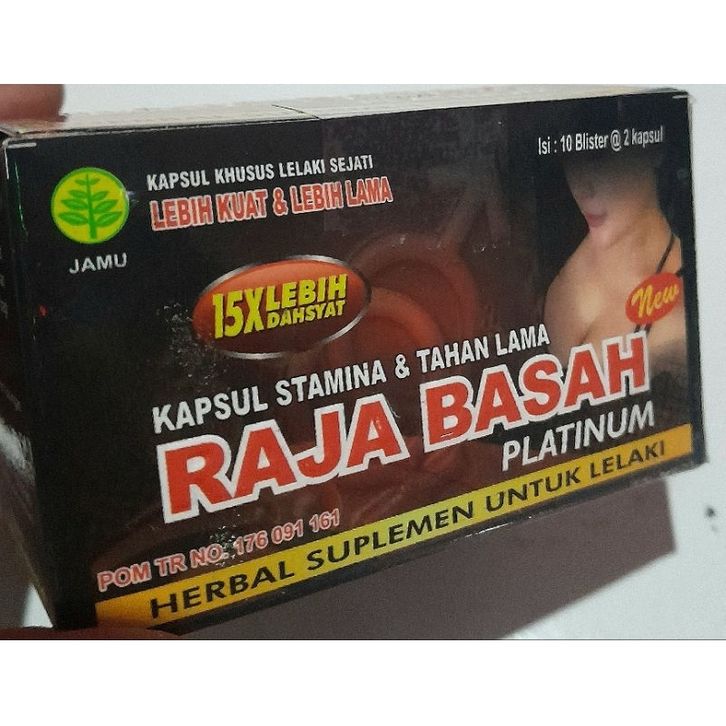 Isi : 10 Blister @ 2 kapsul
KAPSUL KHUSUS LELAKI SEJATI
LEBIH KUAT & LEBIH LAMA
JAMU
15X LEBIH
DAHSYAT
New
KAPSUL STAMINA & TAHAN LAMA
RAJA BASAH
PLATINUM
POM TR NO. 176 091 161
HERBAL SUPLEMEN UNTUK LELAKI